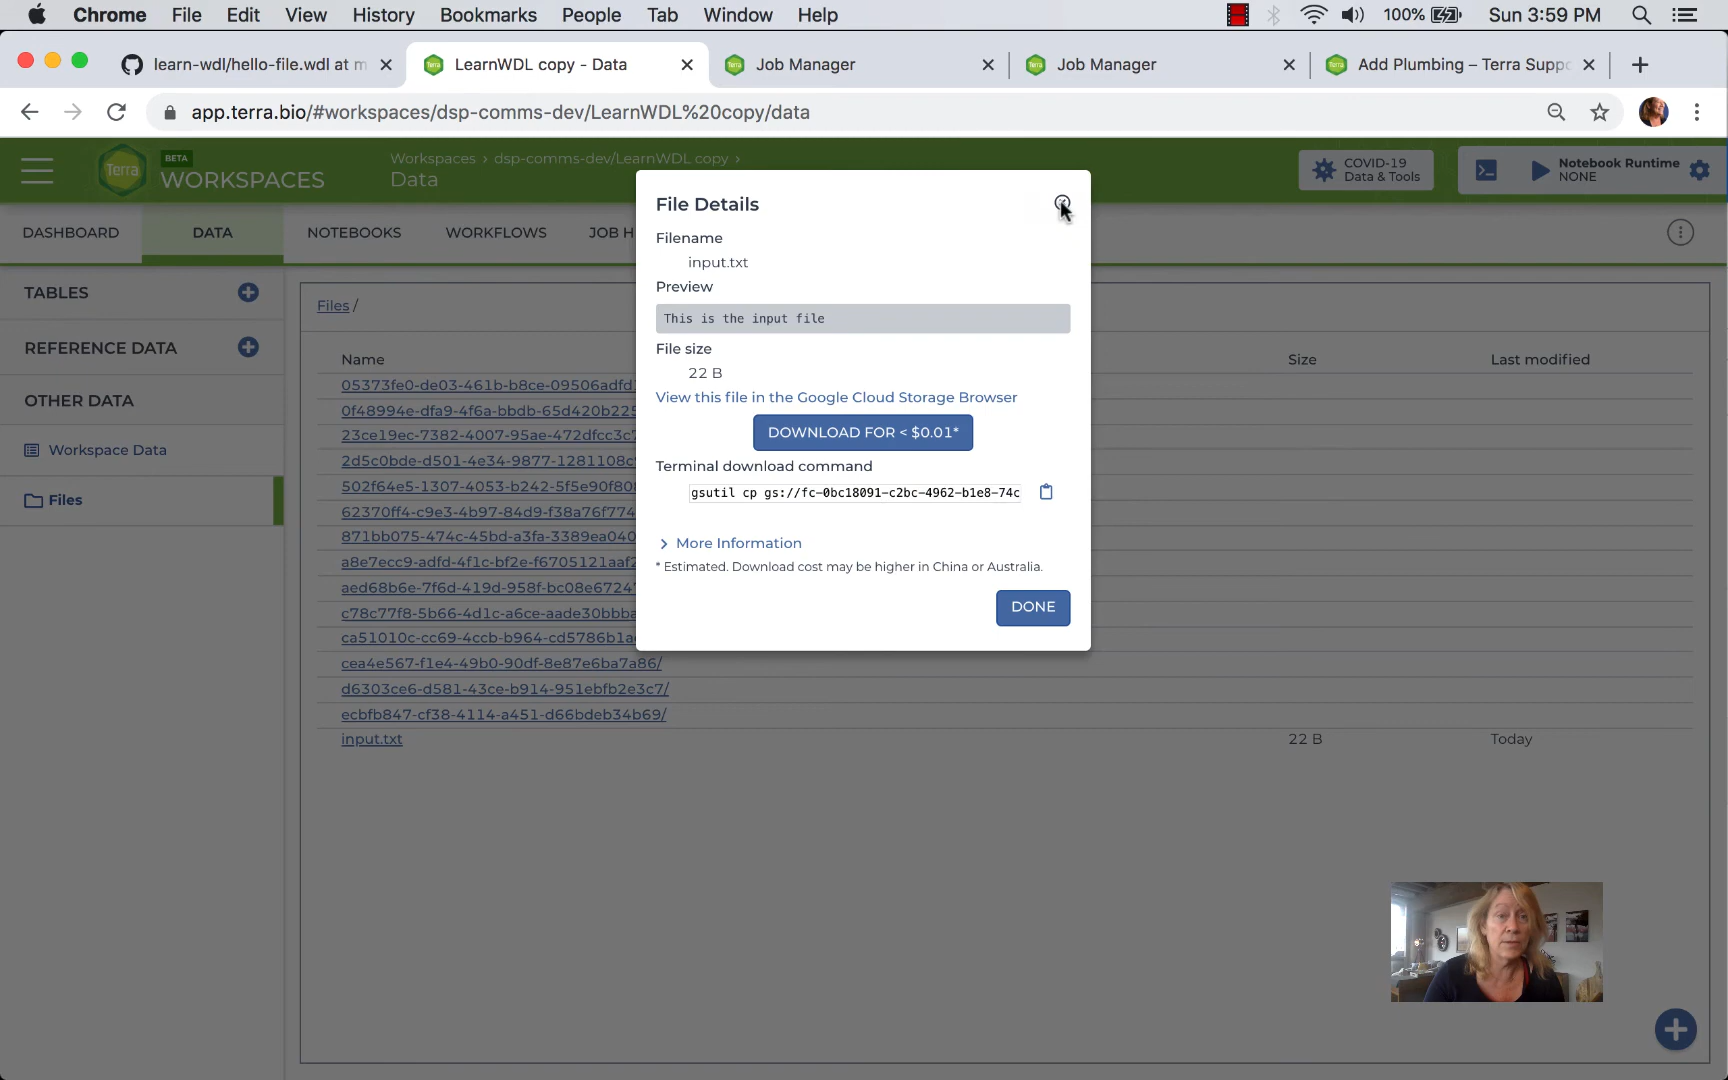 Chrome File Edit View History Bookmarks People Tab Window Help 100% Sun 3:59 PM
learn-wdl/hello-file.wdl at m LearnWDL copy - Data Job Manager Job Manager Add Plumbing – Terra Suppo
app.terra.bio/#workspaces/dsp-comms-dev/LearnWDL%20copy/data
Terra BETA WORKSPACES
Workspaces › dsp-comms-dev/LearnWDL copy ›
Data
COVID-19
Data & Tools
Notebook Runtime
NONE
DASHBOARD DATA NOTEBOOKS WORKFLOWS JOB H
TABLES
REFERENCE DATA
OTHER DATA
Workspace Data
Files
Files /
Name Size Last modified
05373fe0-de03-461b-b8ce-09506adfd
0f48994e-dfa9-4f6a-bbdb-65d420b225
23ce19ec-7382-4007-95ae-472dfcc3c
2d5c0bde-d501-4e34-9877-1281108c
502f64e5-1307-4053-b242-5f5e90f80
62370ff4-c9e3-4b97-84d9-f38a76f774
871bb075-474c-45bd-a3fa-3389ea040
a8e7ecc9-adfd-4f1c-bf2e-f6705121aaf
aed68b6e-7f6d-419d-958f-bc08e6724
c78c77f8-5b66-4d1c-a6ce-aade30bbba
ca51010c-cc69-4ccb-b964-cd5786b1a
cea4e567-f1e4-49b0-90df-8e87e6ba7a86/
d6303ce6-d581-43ce-b914-951ebfb2e3c7/
ecbfb847-cf38-4114-a451-d66bdeb34b69/
input.txt 22 B Today
File Details
Filename
input.txt
Preview
This is the input file
File size
22 B
View this file in the Google Cloud Storage Browser
DOWNLOAD FOR < $0.01*
Terminal download command
gsutil cp gs://fc-0bc18091-c2bc-4962-b1e8-74c
More Information
* Estimated. Download cost may be higher in China or Australia.
DONE